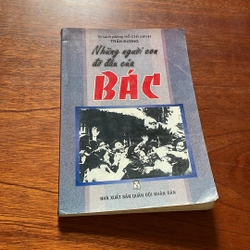 TRẦN ĐƯƠNG
Những người con
đỡ đầu của
BÁC
NHÀ XUẤT BẢN QUÂN ĐỘI NHÂN DÂN